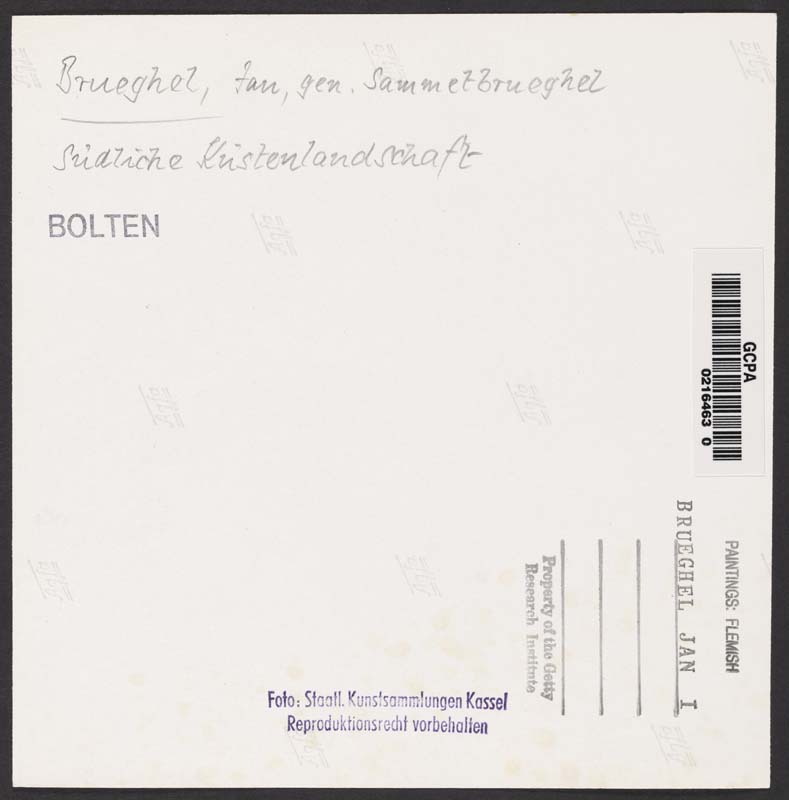 Brueghel, Jan, gen. Sammetbrueghel
Südliche Küstenlandschaft
BOLTEN
GCPA
0216463 0
PAINTINGS: FLEMISH
BRUEGHEL JAN I
Property of the Getty
Research Institute
Foto: Staatl. Kunstsammlungen Kassel
Reproduktionsrecht vorbehalten